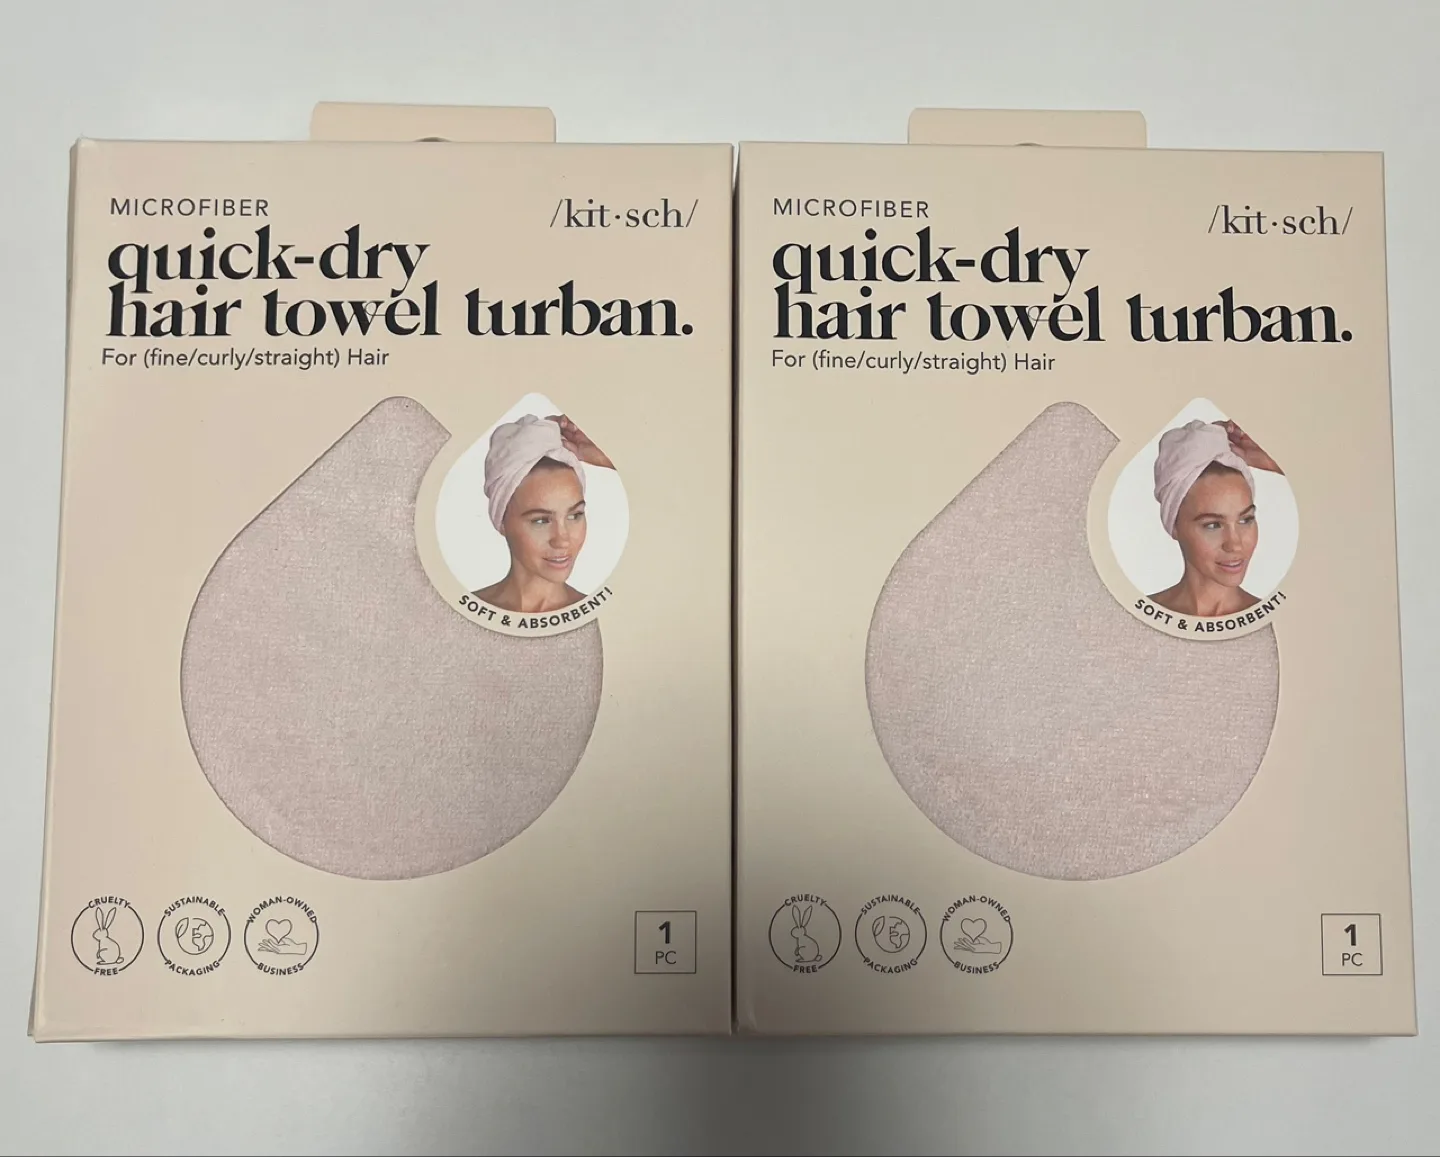 MICROFIBER
/kit·sch/
quick-dry
hair towel turban.
For (fine/curly/straight) Hair
SOFT & ABSORBENT!
CRUELTY
FREE
SUSTAINABLE
PACKAGING
WOMAN-OWNED
BUSINESS
1
PC
MICROFIBER
/kit·sch/
quick-dry
hair towel turban.
For (fine/curly/straight) Hair
SOFT & ABSORBENT!
CRUELTY
FREE
SUSTAINABLE
PACKAGING
WOMAN-OWNED
BUSINESS
1
PC